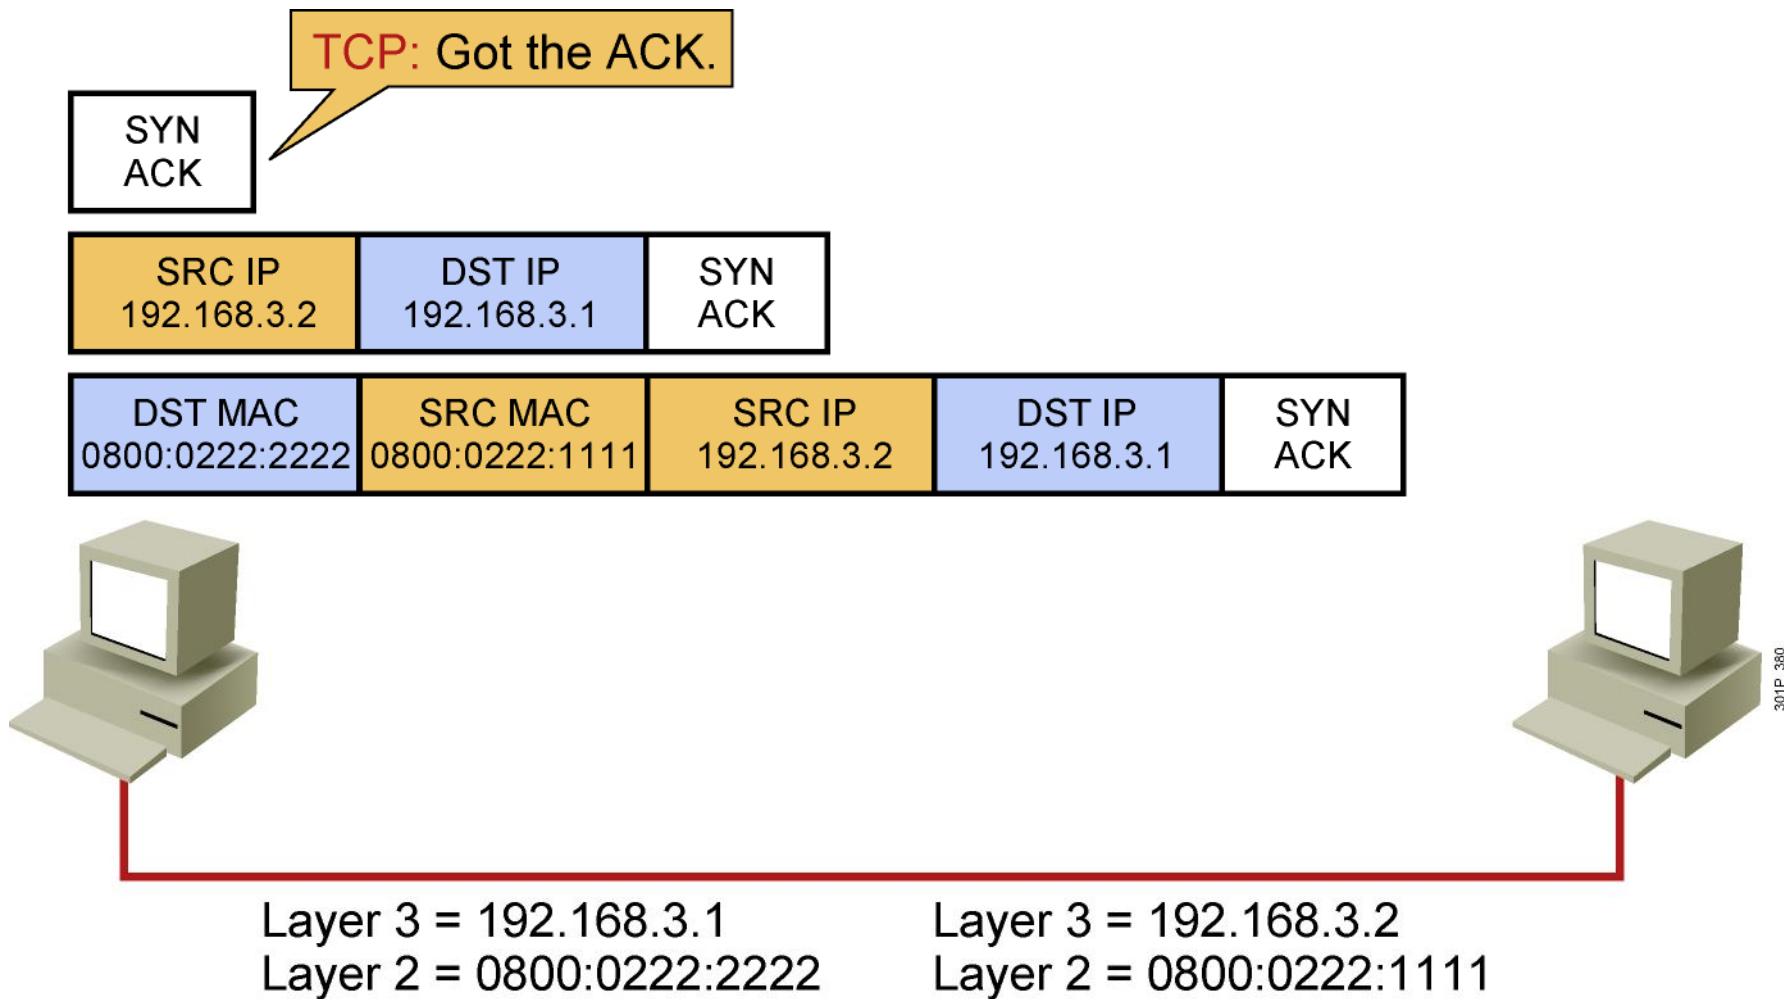 TCP: Got the ACK.
SYN
ACK
SRC IP
192.168.3.2
DST IP
192.168.3.1
SYN
ACK
DST MAC
0800:0222:2222
SRC MAC
0800:0222:1111
SRC IP
192.168.3.2
DST IP
192.168.3.1
SYN
ACK
301P_380
Layer 3 = 192.168.3.1
Layer 2 = 0800:0222:2222
Layer 3 = 192.168.3.2
Layer 2 = 0800:0222:1111